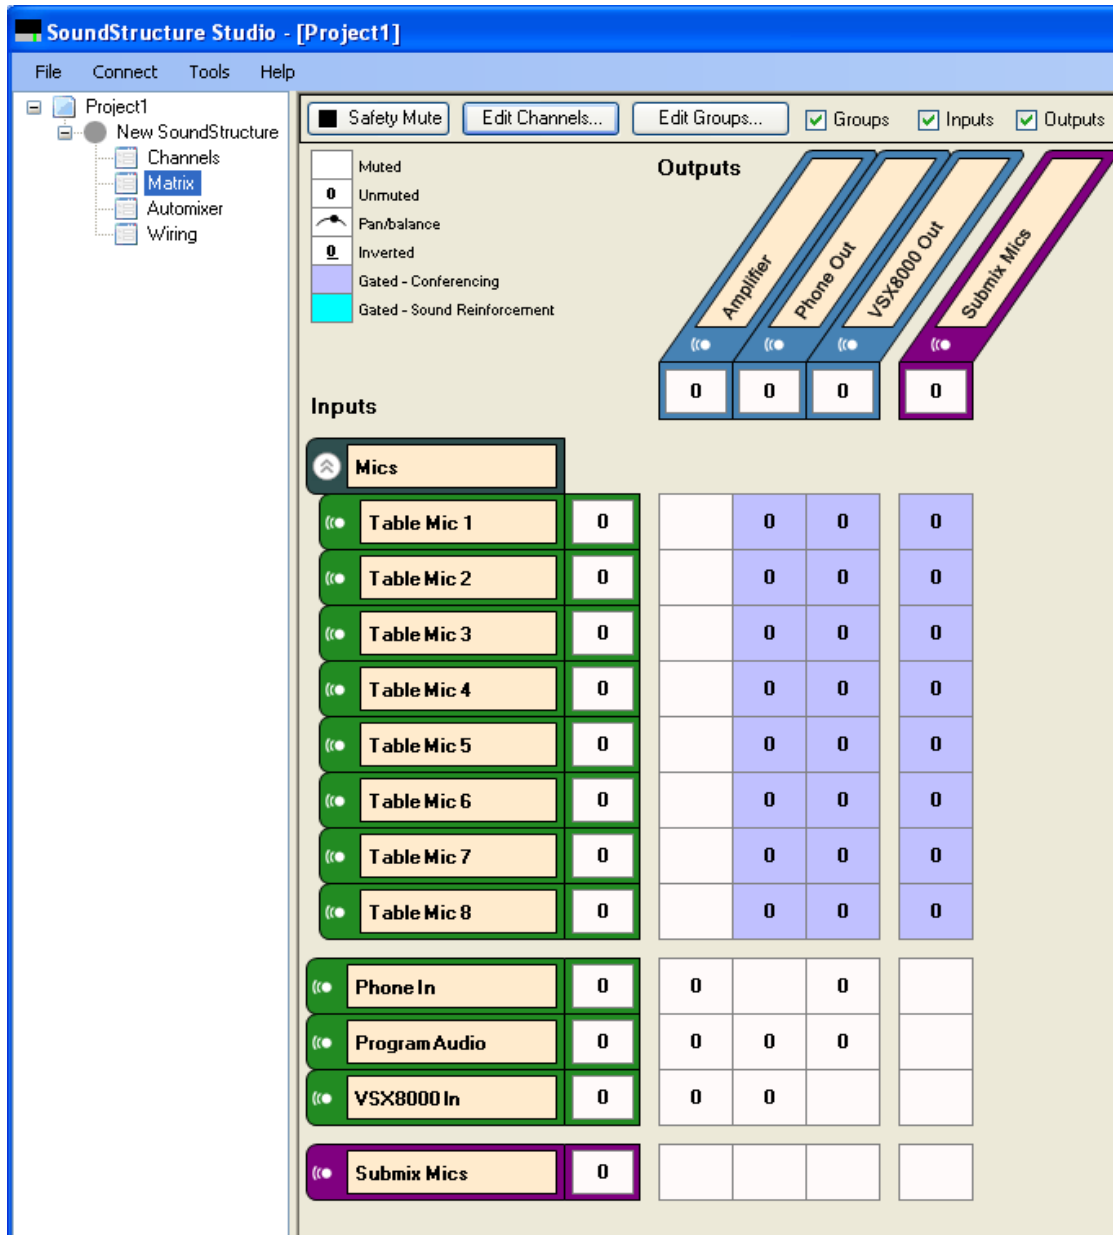 SoundStructure Studio - [Project1]
File Connect Tools Help
Project1
New SoundStructure
Channels
Matrix
Automixer
Wiring
Safety Mute Edit Channels... Edit Groups... Groups Inputs Outputs
Muted
0 Unmuted
Pan/balance
0 Inverted
Gated - Conferencing
Gated - Sound Reinforcement
Outputs
Amplifier
Phone Out
VSX8000 Out
Submix Mics
0 0 0 0
Inputs
Mics
Table Mic 1 0 0 0 0
Table Mic 2 0 0 0 0
Table Mic 3 0 0 0 0
Table Mic 4 0 0 0 0
Table Mic 5 0 0 0 0
Table Mic 6 0 0 0 0
Table Mic 7 0 0 0 0
Table Mic 8 0 0 0 0
Phone In 0 0 0
Program Audio 0 0 0 0
VSX8000 In 0 0 0
Submix Mics 0